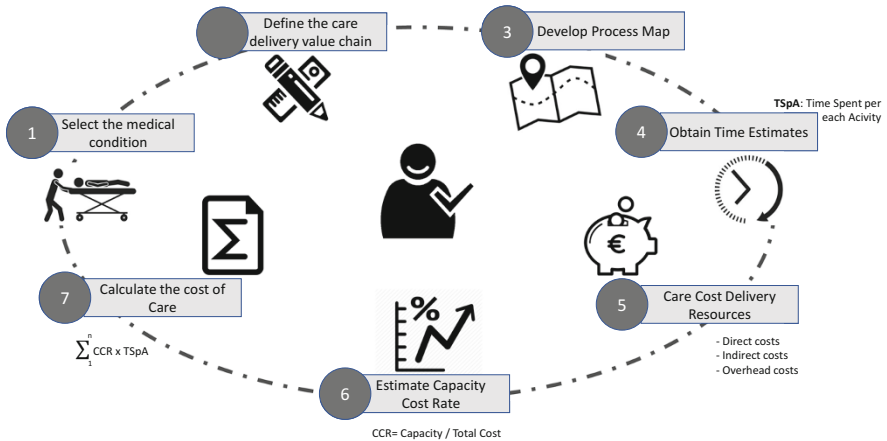 1
Select the medical
condition
Define the care
delivery value chain
3
Develop Process Map
TSpA: Time Spent per
each Acivity
4
Obtain Time Estimates
€
5
Care Cost Delivery
Resources
- Direct costs
- Indirect costs
- Overhead costs
%
6
Estimate Capacity
Cost Rate
CCR= Capacity / Total Cost
Σ
7
Calculate the cost of
Care
∑ⁿ₁ CCR x TSpA